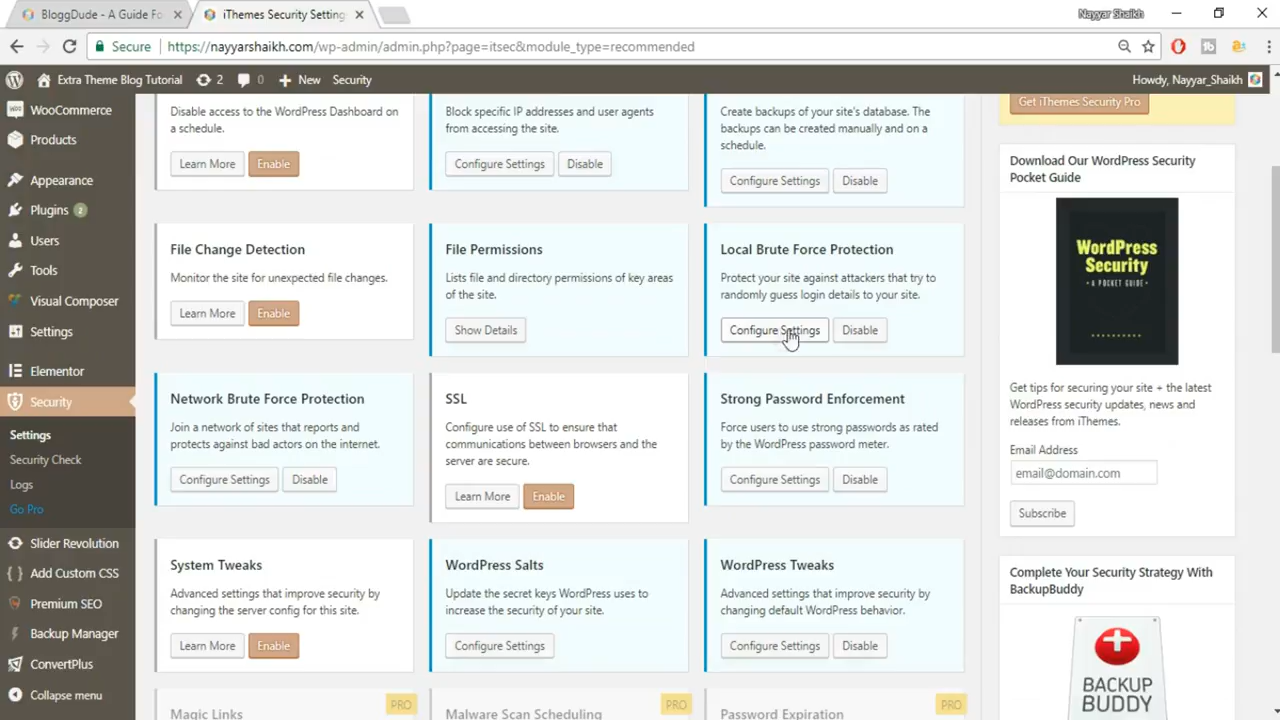 BloggDude - A Guide Fo
iThemes Security Setting
Nayyar Shaikh
Secure
https://nayyarshaikh.com/wp-admin/admin.php?page=itsec&module_type=recommended
Extra Theme Blog Tutorial
2
0
New
Security
Howdy, Nayyar_Shaikh
WooCommerce
Products
Appearance
Plugins 2
Users
Tools
Visual Composer
Settings
Elementor
Security
Settings
Security Check
Logs
Go Pro
Slider Revolution
Add Custom CSS
Premium SEO
Backup Manager
ConvertPlus
Collapse menu
Disable access to the WordPress Dashboard on
a schedule.
Learn More
Enable
Block specific IP addresses and user agents
from accessing the site.
Configure Settings
Disable
Create backups of your site's database. The
backups can be created manually and on a
schedule.
Configure Settings
Disable
File Change Detection
Monitor the site for unexpected file changes.
Learn More
Enable
File Permissions
Lists file and directory permissions of key areas
of the site.
Show Details
Local Brute Force Protection
Protect your site against attackers that try to
randomly guess login details to your site.
Configure Settings
Disable
Network Brute Force Protection
Join a network of sites that reports and
protects against bad actors on the internet.
Configure Settings
Disable
SSL
Configure use of SSL to ensure that
communications between browsers and the
server are secure.
Learn More
Enable
Strong Password Enforcement
Force users to use strong passwords as rated
by the WordPress password meter.
Configure Settings
Disable
System Tweaks
Advanced settings that improve security by
changing the server config for this site.
Learn More
Enable
WordPress Salts
Update the secret keys WordPress uses to
increase the security of your site.
Configure Settings
WordPress Tweaks
Advanced settings that improve security by
changing default WordPress behavior.
Configure Settings
Disable
Magic Links
PRO
Malware Scan Scheduling
PRO
Password Expiration
PRO
Get iThemes Security Pro
Download Our WordPress Security
Pocket Guide
WordPress
Security
• A POCKET GUIDE •
Get tips for securing your site + the latest
WordPress security updates, news and
releases from iThemes.
Email Address
email@domain.com
Subscribe
Complete Your Security Strategy With
BackupBuddy
BACKUP
BUDDY